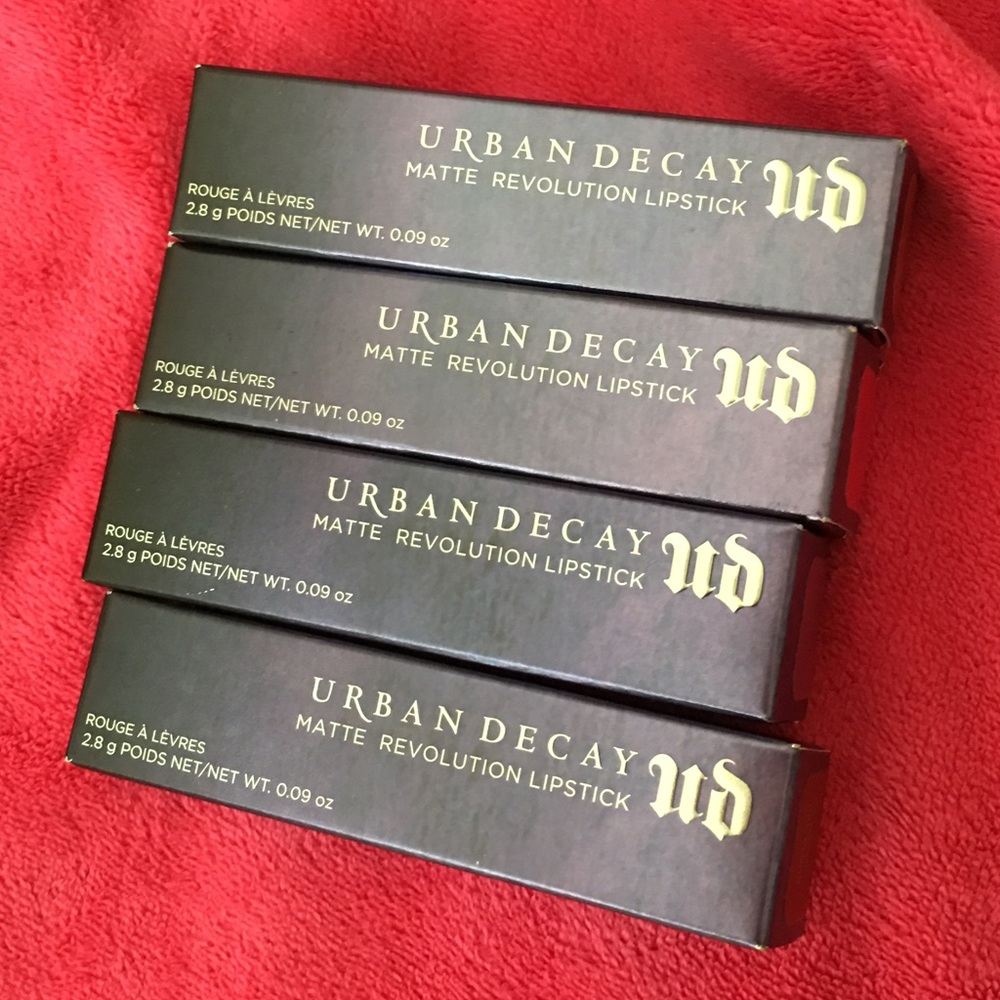 URBAN DECAY
MATTE REVOLUTION LIPSTICK
UD
ROUGE À LÈVRES
2.8 g POIDS NET/NET WT. 0.09 oz
URBAN DECAY
MATTE REVOLUTION LIPSTICK
UD
ROUGE À LÈVRES
2.8 g POIDS NET/NET WT. 0.09 oz
URBAN DECAY
MATTE REVOLUTION LIPSTICK
UD
ROUGE À LÈVRES
2.8 g POIDS NET/NET WT. 0.09 oz
URBAN DECAY
MATTE REVOLUTION LIPSTICK
UD
ROUGE À LÈVRES
2.8 g POIDS NET/NET WT. 0.09 oz